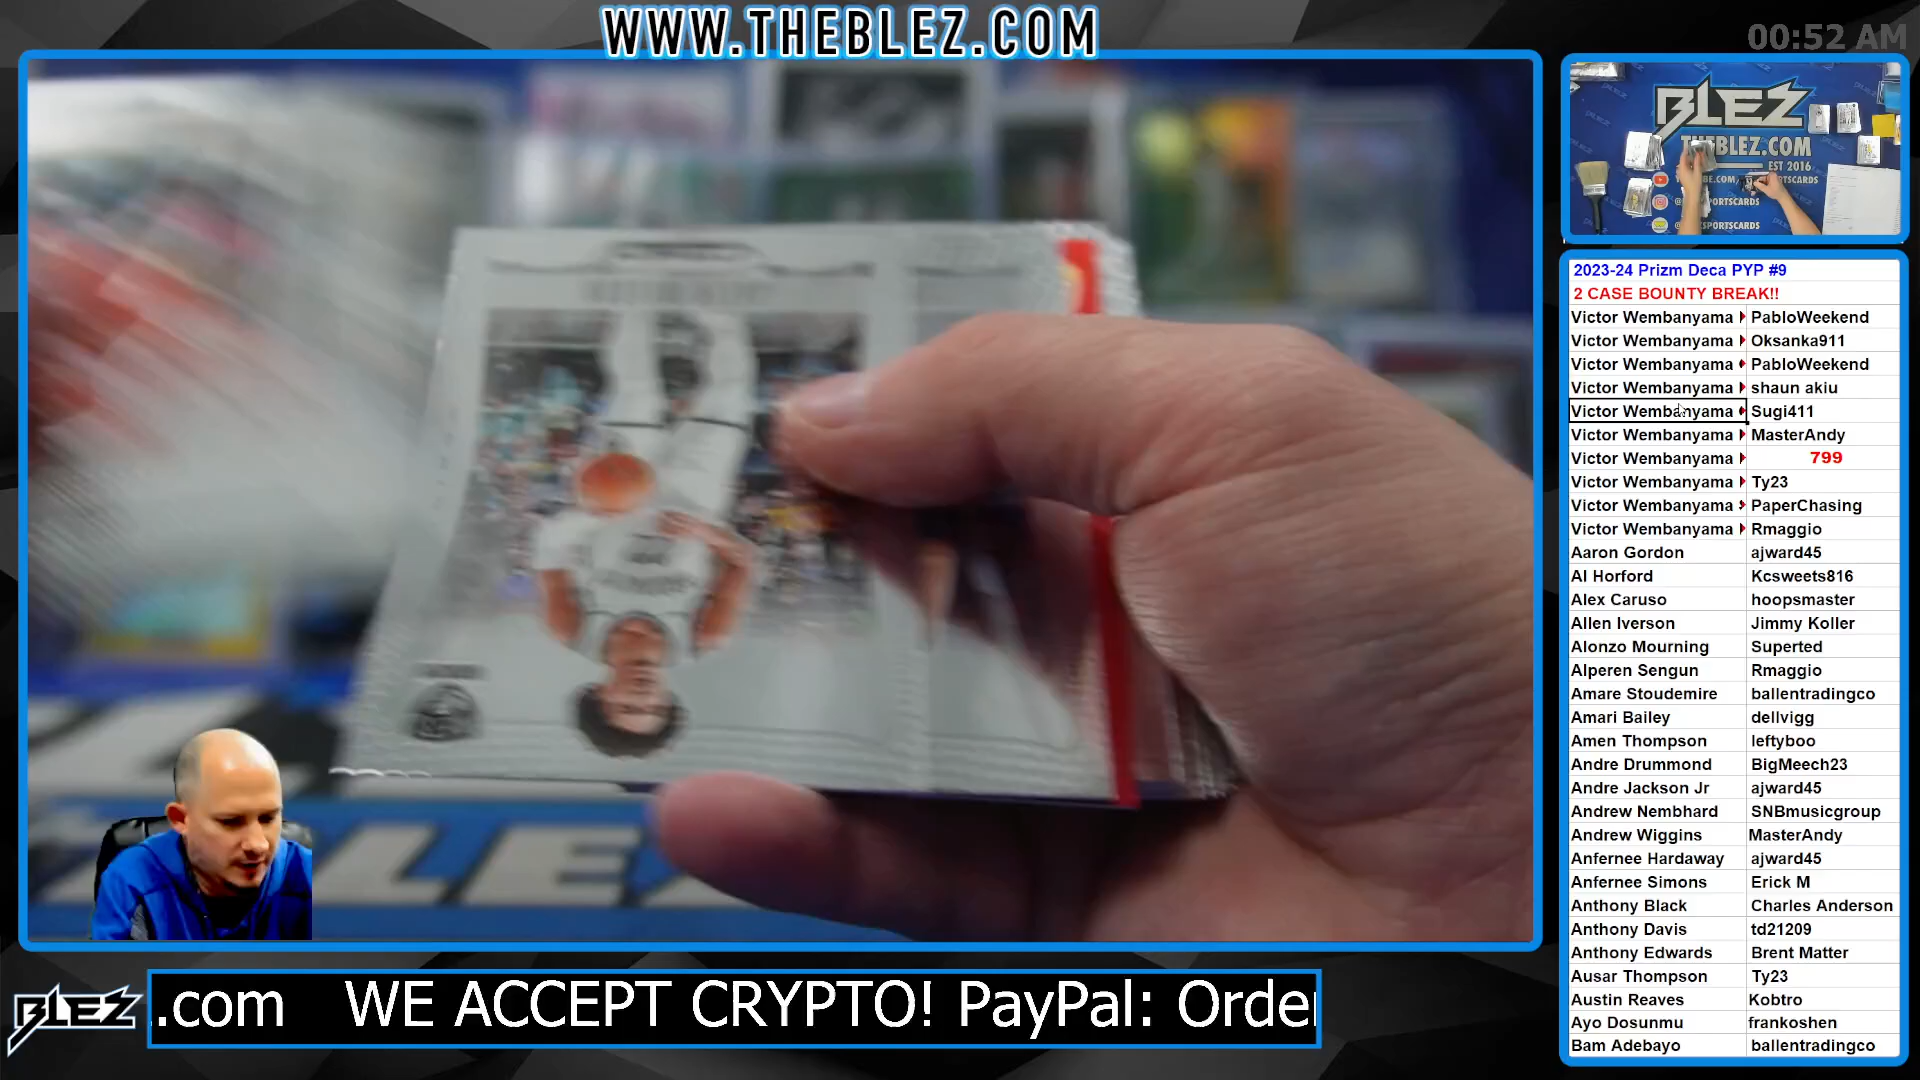 WWW.THEBLEZ.COM
00:52 AM
BLEZ
THEBLEZ.COM
EST 2016
2023-24 Prizm Deca PYP #9
2 CASE BOUNTY BREAK!!
Victor Wembanyama PabloWeekend
Victor Wembanyama Oksanka911
Victor Wembanyama PabloWeekend
Victor Wembanyama shaun akiu
Victor Wembanyama Sugi411
Victor Wembanyama MasterAndy
Victor Wembanyama 799
Victor Wembanyama Ty23
Victor Wembanyama PaperChasing
Victor Wembanyama Rmaggio
Aaron Gordon ajward45
Al Horford Kcsweets816
Alex Caruso hoopsmaster
Allen Iverson Jimmy Koller
Alonzo Mourning Superted
Alperen Sengun Rmaggio
Amare Stoudemire ballentradingco
Amari Bailey dellvigg
Amen Thompson leftyboo
Andre Drummond BigMeech23
Andre Jackson Jr ajward45
Andrew Nembhard SNBmusicgroup
Andrew Wiggins MasterAndy
Anfernee Hardaway ajward45
Anfernee Simons Erick M
Anthony Black Charles Anderson
Anthony Davis td21209
Anthony Edwards Brent Matter
Ausar Thompson Ty23
Austin Reaves Kobtro
Ayo Dosunmu frankoshen
Bam Adebayo ballentradingco
BLEZ
.com WE ACCEPT CRYPTO! PayPal: Order